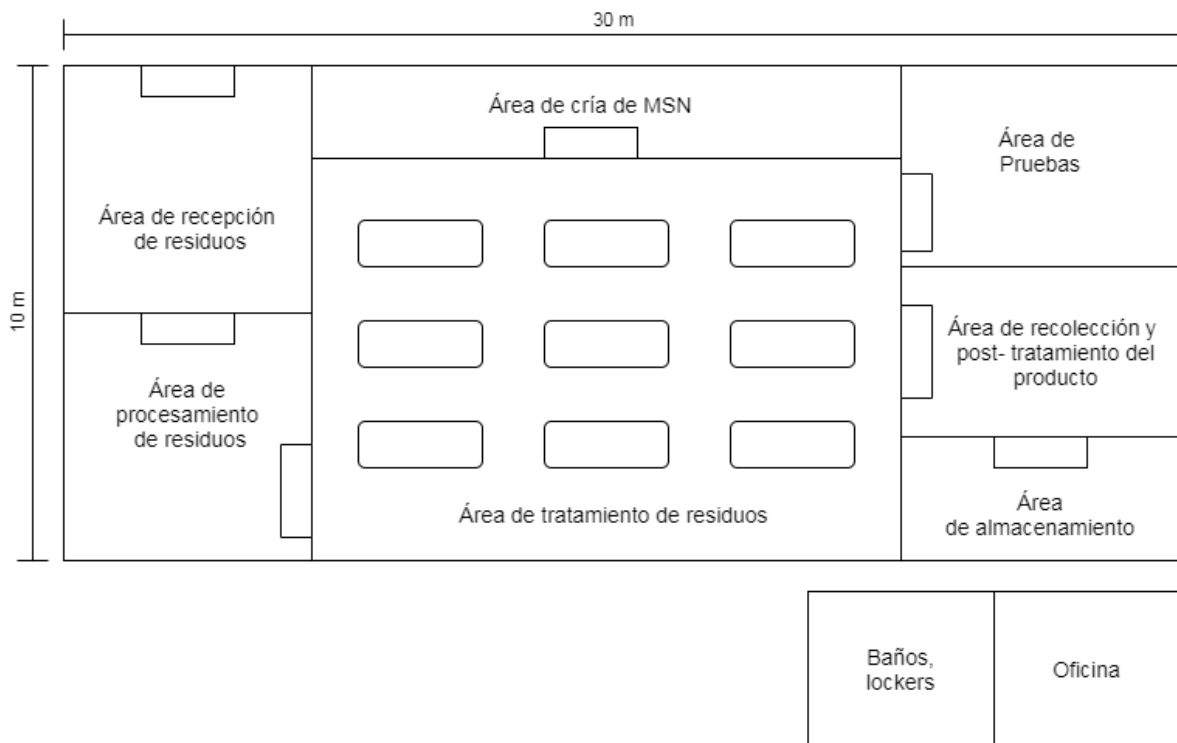 30 m
10 m
Área de recepción
de residuos
Área de
procesamiento
de residuos
Área de cría de MSN
Área de tratamiento de residuos
Área de
Pruebas
Área de recolección y
post- tratamiento del
producto
Área
de almacenamiento
Baños,
lockers
Oficina